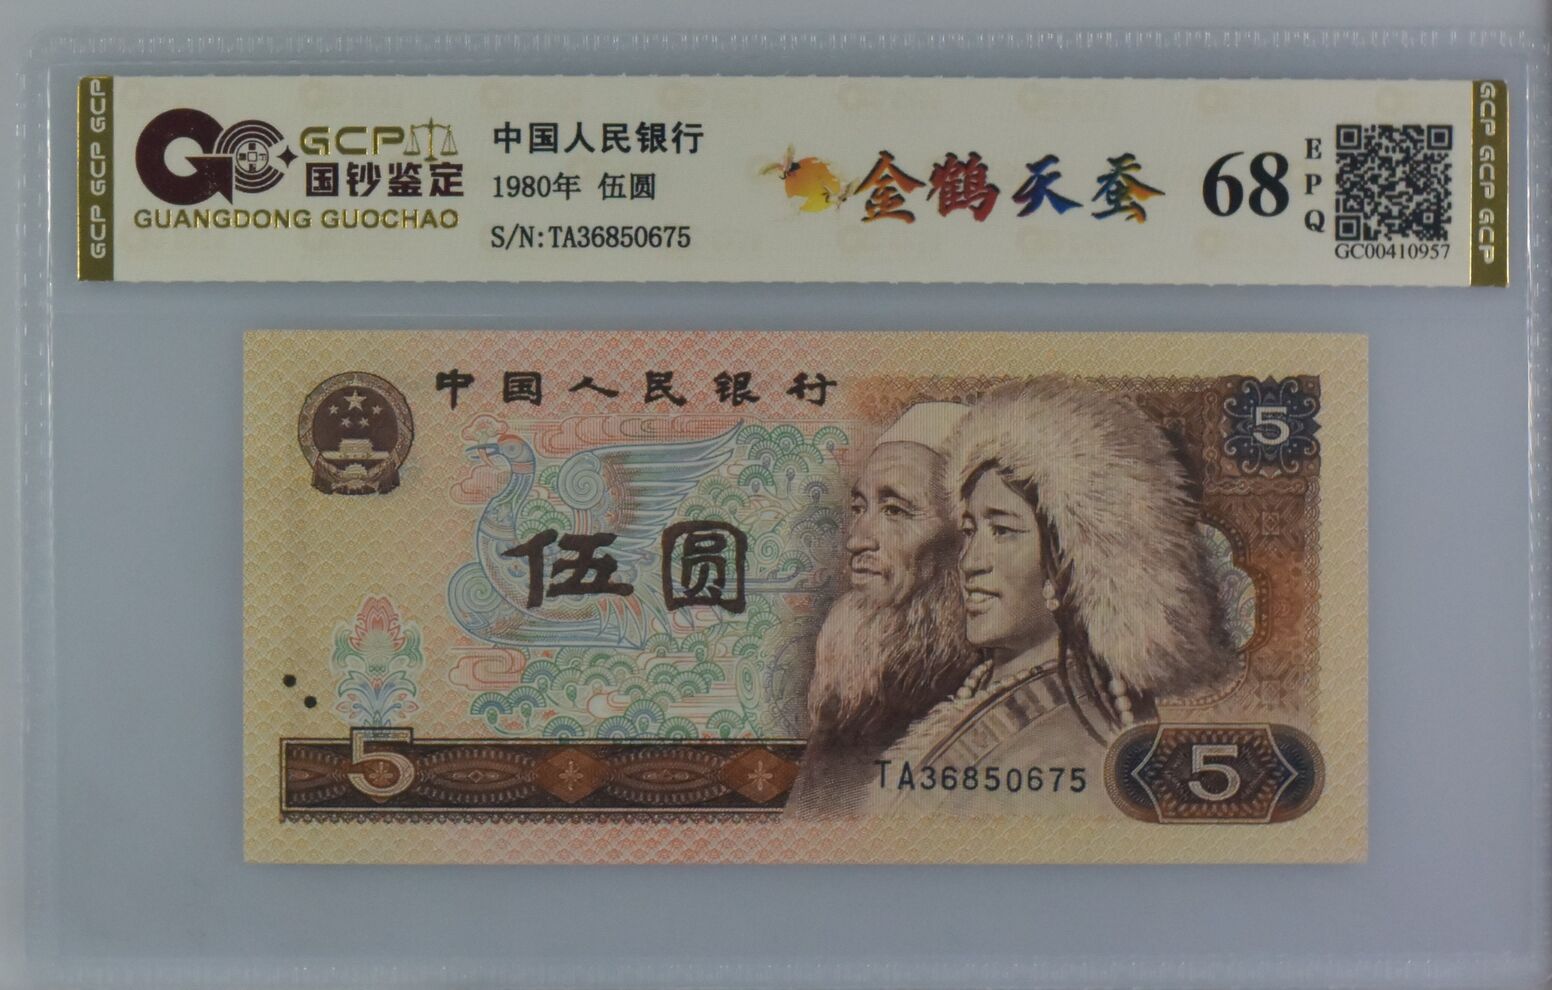 GCP GCP GCP
GCP
国钞鉴定
GUANGDONG GUOCHAO
中国人民银行
1980年 伍圆
S/N:TA36850675
金鹤天蚕
68
EPQ
GC00410957
GCP GCP GCP
中国人民银行
5
伍圆
5
TA36850675
5